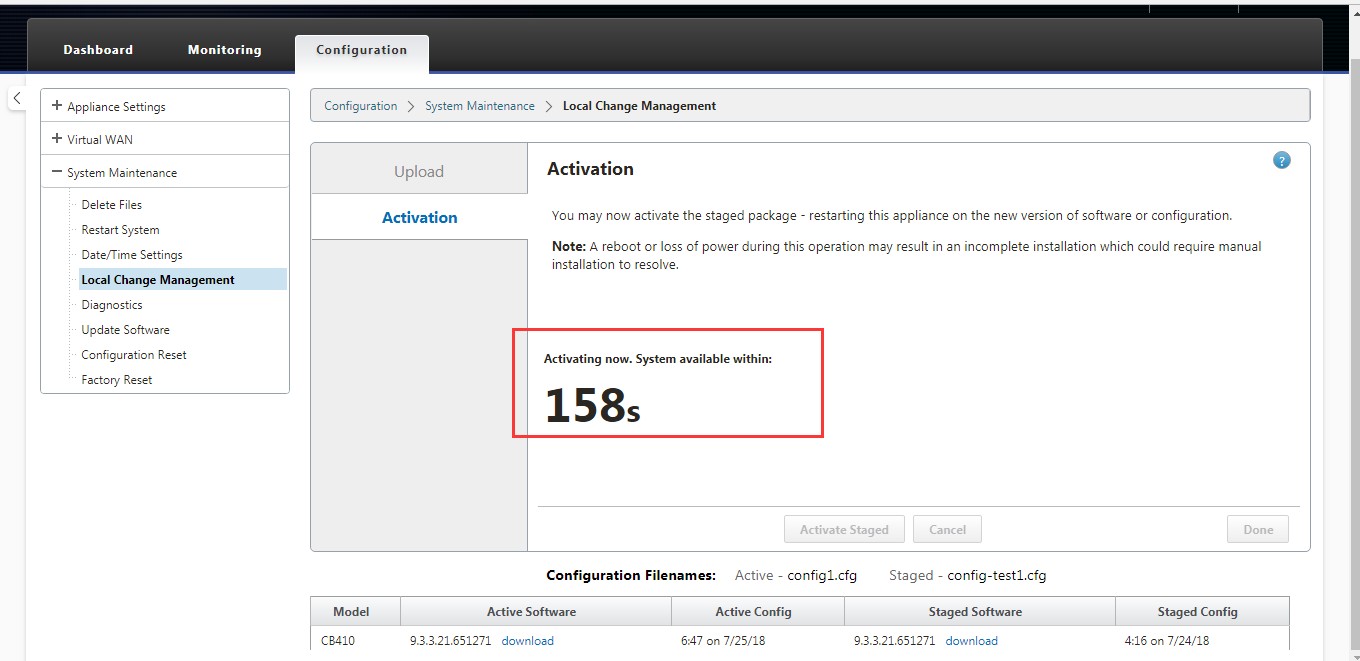 Dashboard Monitoring Configuration
+ Appliance Settings
+ Virtual WAN
− System Maintenance
Delete Files
Restart System
Date/Time Settings
Local Change Management
Diagnostics
Update Software
Configuration Reset
Factory Reset
Configuration > System Maintenance > Local Change Management
Upload
Activation
Activation
?
You may now activate the staged package - restarting this appliance on the new version of software or configuration.
Note: A reboot or loss of power during this operation may result in an incomplete installation which could require manual
installation to resolve.
Activating now. System available within:
158s
Activate Staged Cancel Done
Configuration Filenames: Active - config1.cfg Staged - config-test1.cfg
Model Active Software Active Config Staged Software Staged Config
CB410 9.3.3.21.651271 download 6:47 on 7/25/18 9.3.3.21.651271 download 4:16 on 7/24/18